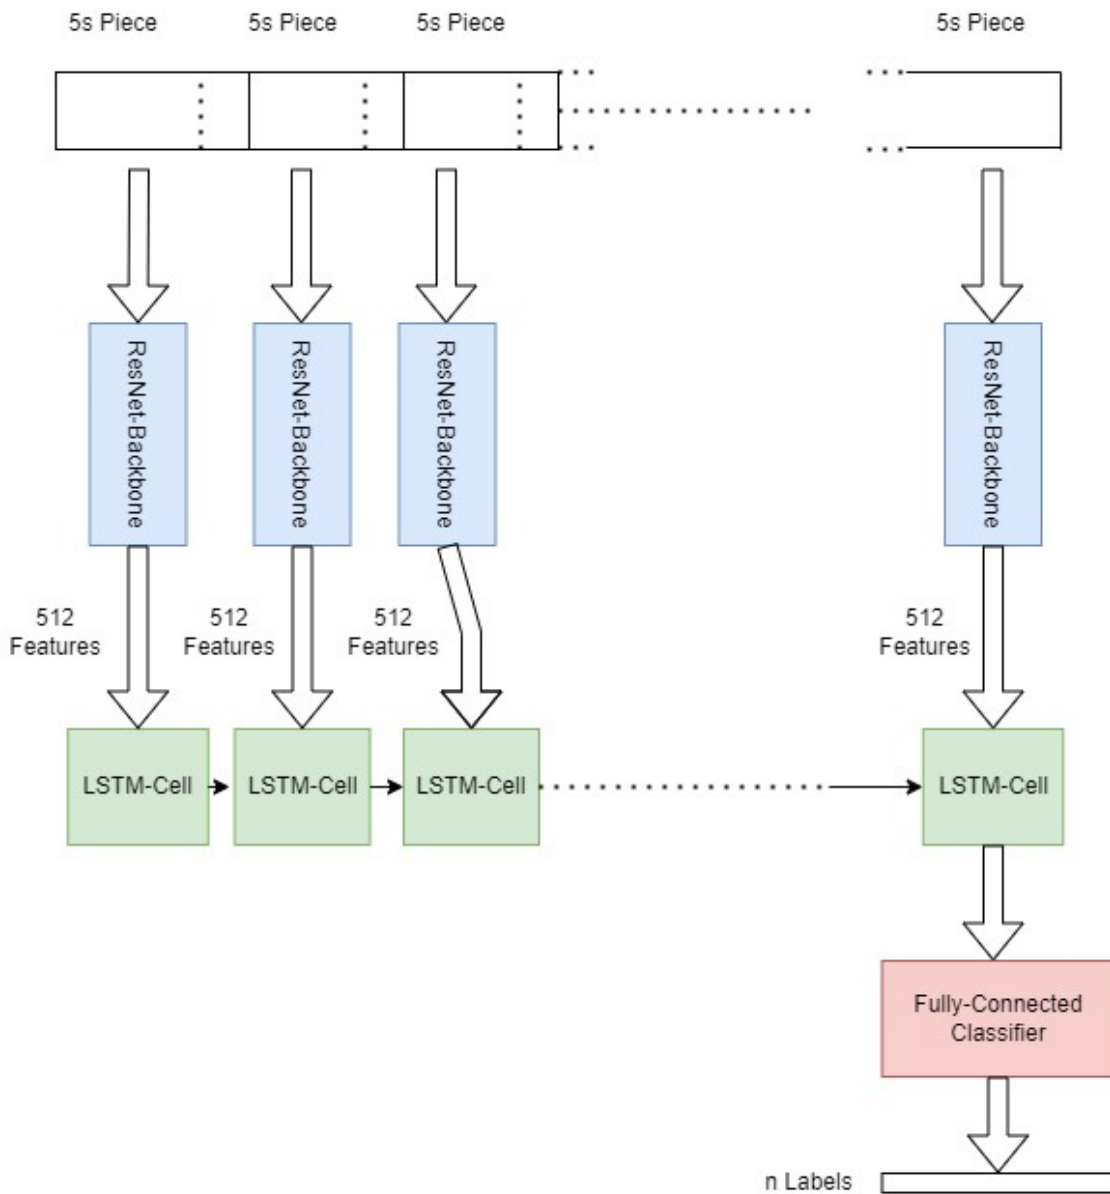 5s Piece
5s Piece
5s Piece
5s Piece
ResNet-Backbone
ResNet-Backbone
ResNet-Backbone
ResNet-Backbone
512
Features
512
Features
512
Features
512
Features
LSTM-Cell
LSTM-Cell
LSTM-Cell
LSTM-Cell
Fully-Connected
Classifier
n Labels